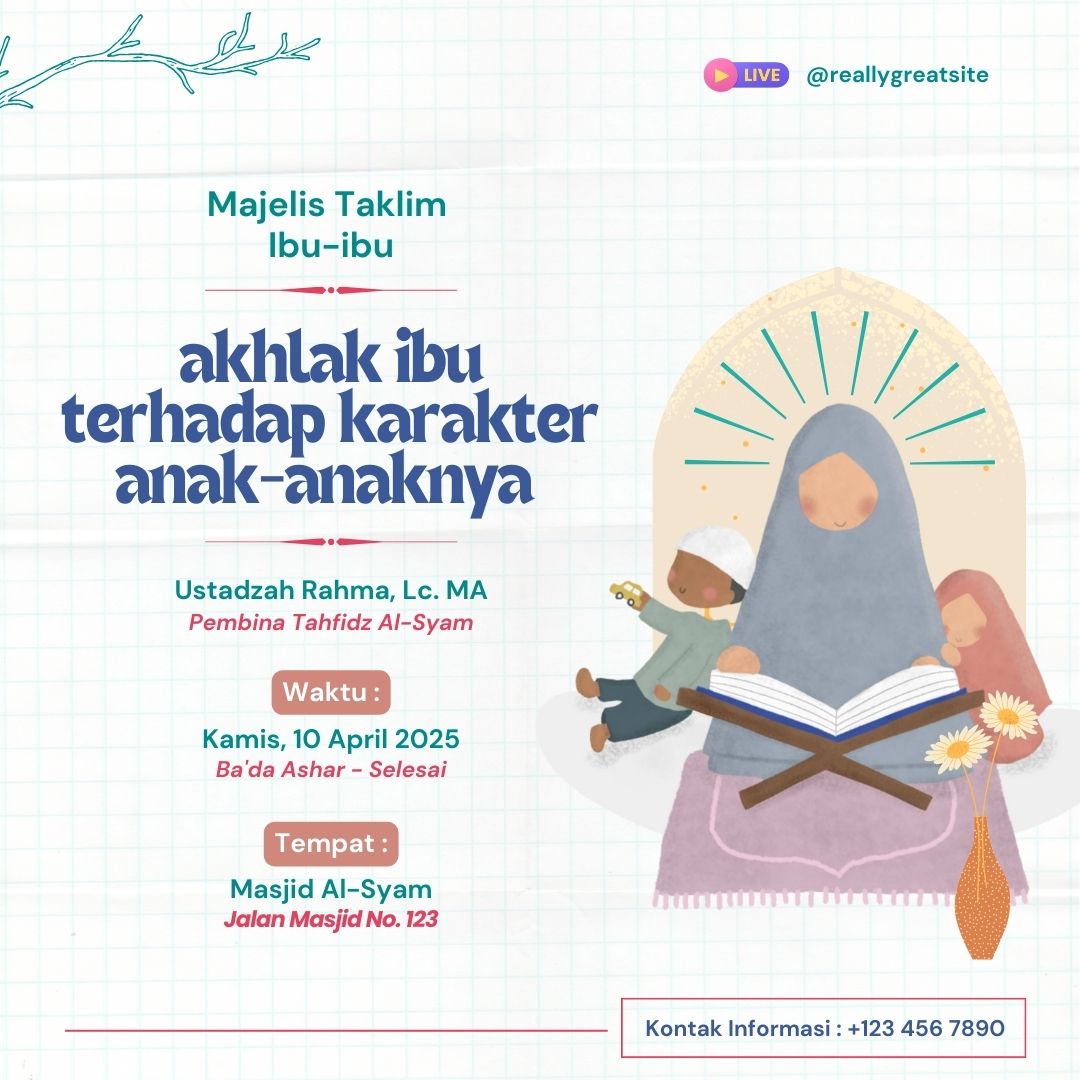 LIVE @reallygreatsite
Majelis Taklim
Ibu-ibu
akhlak ibu
terhadap karakter
anak-anaknya
Ustadzah Rahma, Lc. MA
Pembina Tahfidz Al-Syam
Waktu :
Kamis, 10 April 2025
Ba'da Ashar - Selesai
Tempat :
Masjid Al-Syam
Jalan Masjid No. 123
Kontak Informasi : +123 456 7890